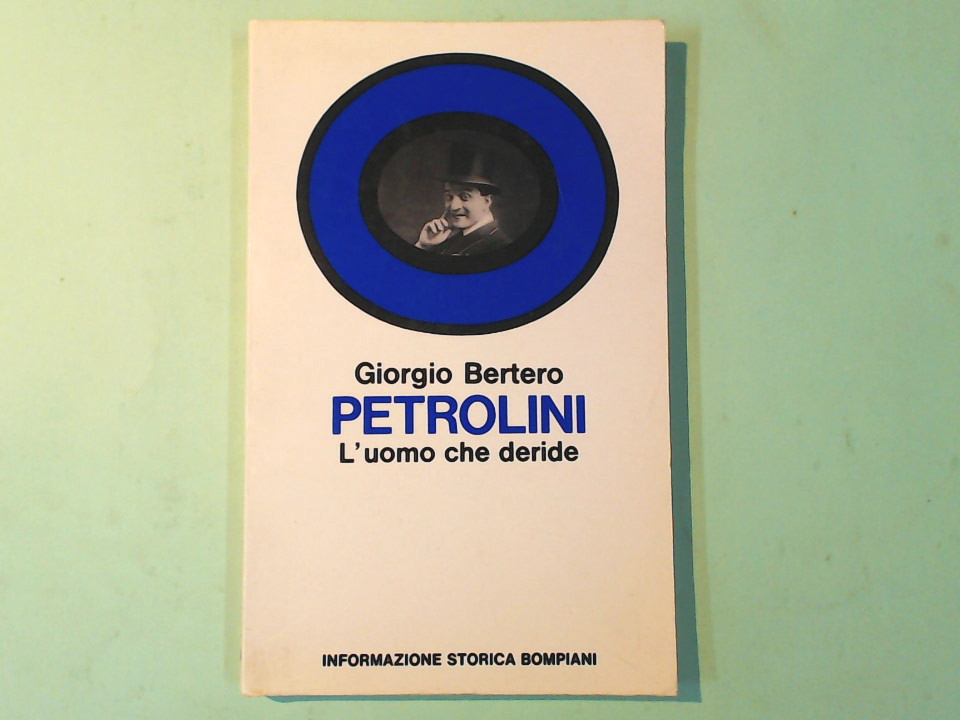 Giorgio Bertero
PETROLINI
L'uomo che deride
INFORMAZIONE STORICA BOMPIANI